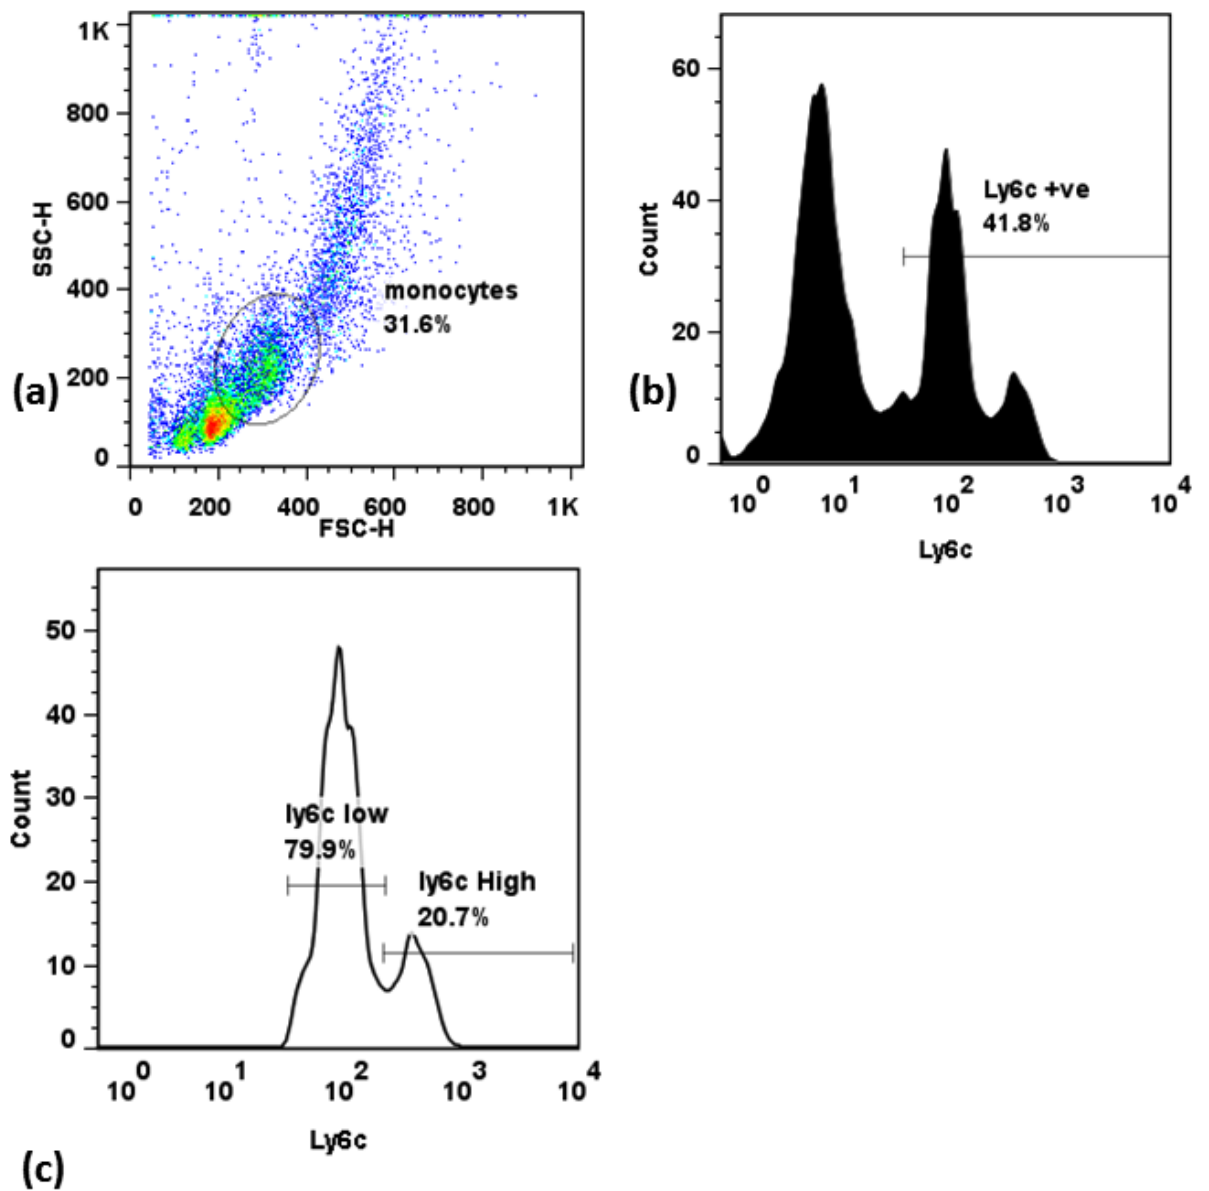 1K
800
600
400
200
0
SSC-H
monocytes
31.6%
0 200 400 600 800 1K
FSC-H
(a)
60
40
20
0
Count
Ly6c +ve
41.8%
10^0 10^1 10^2 10^3 10^4
Ly6c
(b)
50
40
30
20
10
0
Count
ly6c low
79.9%
ly6c High
20.7%
10^0 10^1 10^2 10^3 10^4
Ly6c
(c)